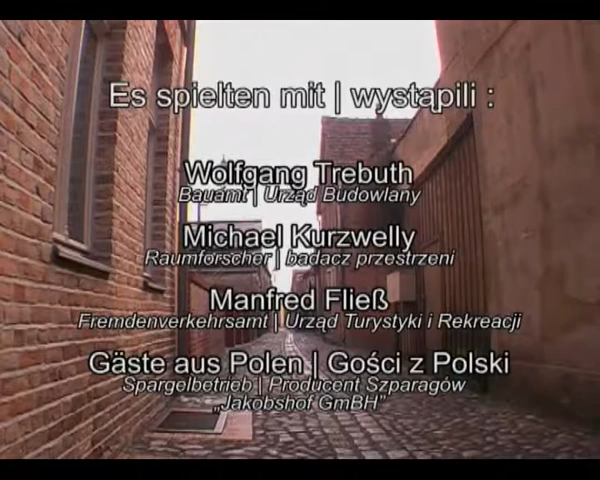 Es spielten mit | wystąpili :
Wolfgang Trebuth
Bauamt | Urząd Budowlany
Michael Kurzwelly
Raumforscher | badacz przestrzeni
Manfred Fließ
Fremdenverkehrsamt | Urząd Turystyki i Rekreacji
Gäste aus Polen | Gości z Polski
Spargelbetrieb | Producent Szparagów
„Jakobshof GmBH”